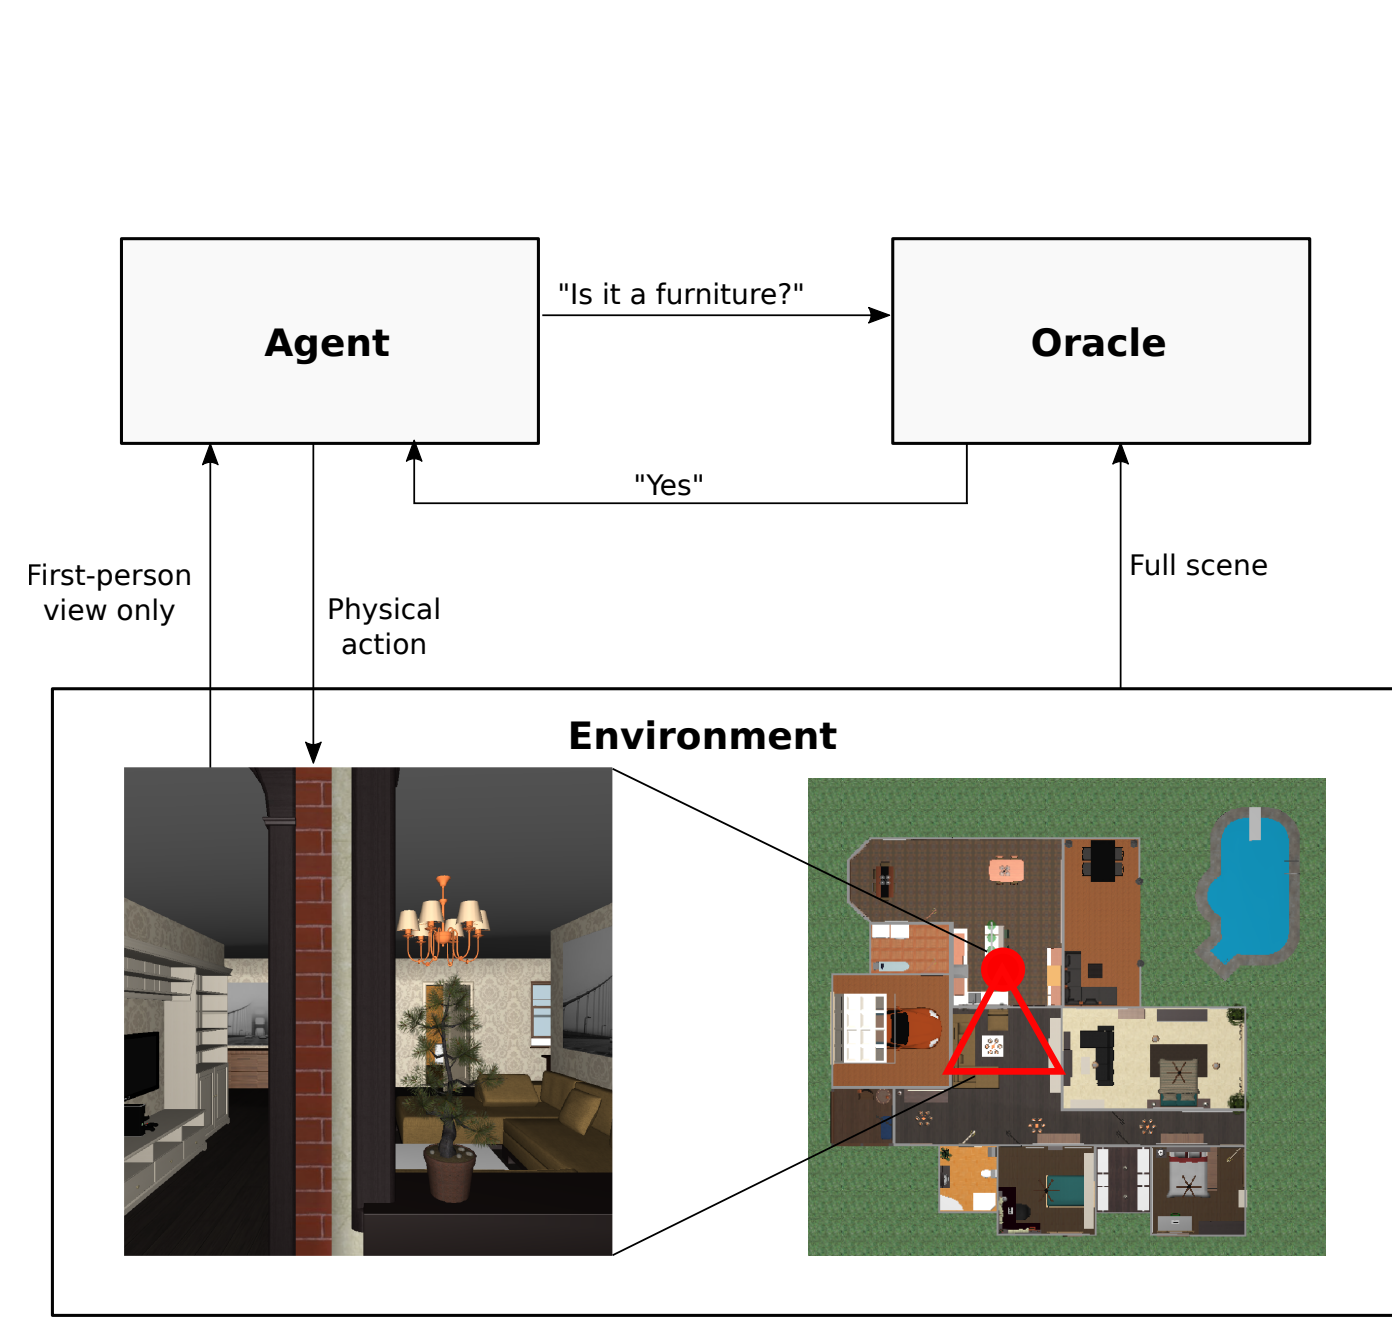 "Is it a furniture?"
Agent
Oracle
"Yes"
First-person
view only
Physical
action
Full scene
Environment